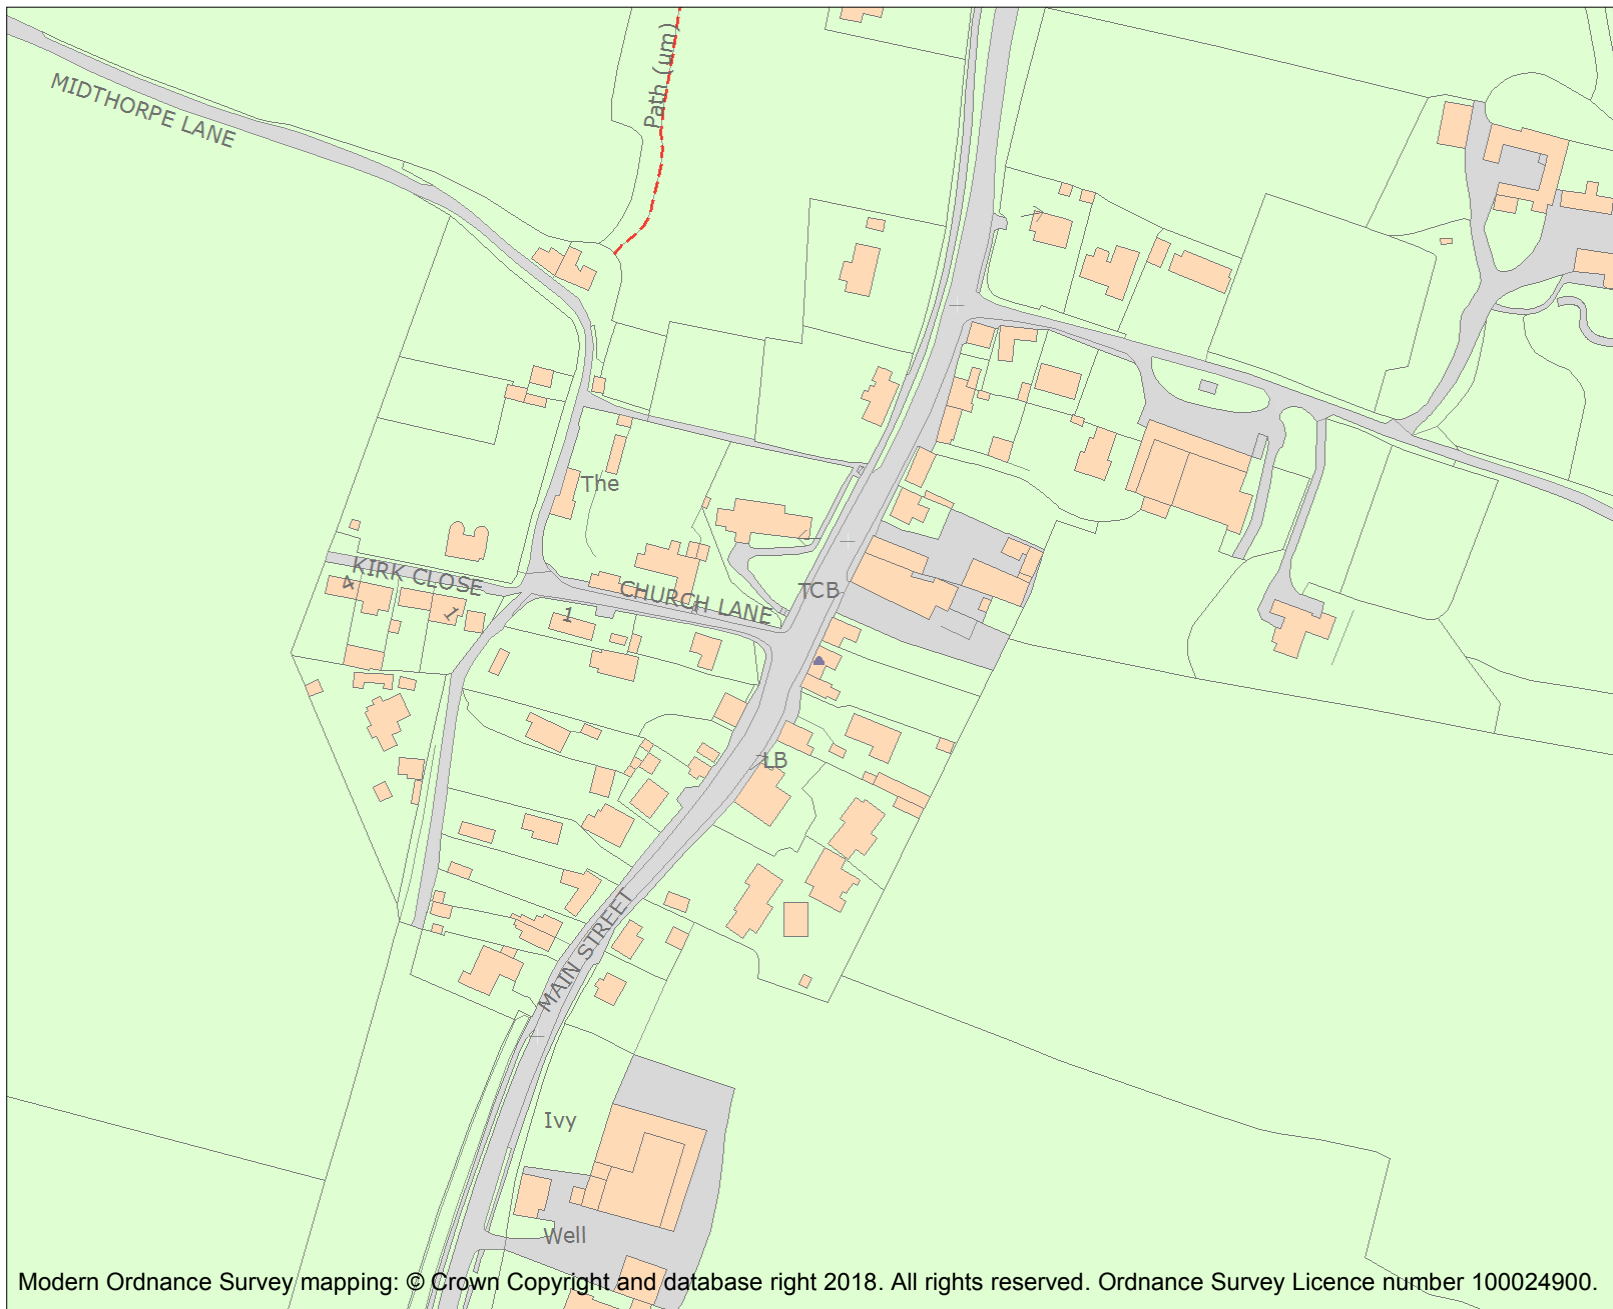 Path (um)
MIDTHORPE LANE
The
KIRK CLOSE
4
1
1
CHURCH LANE
TCB
LB
MAIN STREET
Ivy
Well
Modern Ordnance Survey mapping: © Crown Copyright and database right 2018. All rights reserved. Ordnance Survey Licence number 100024900.